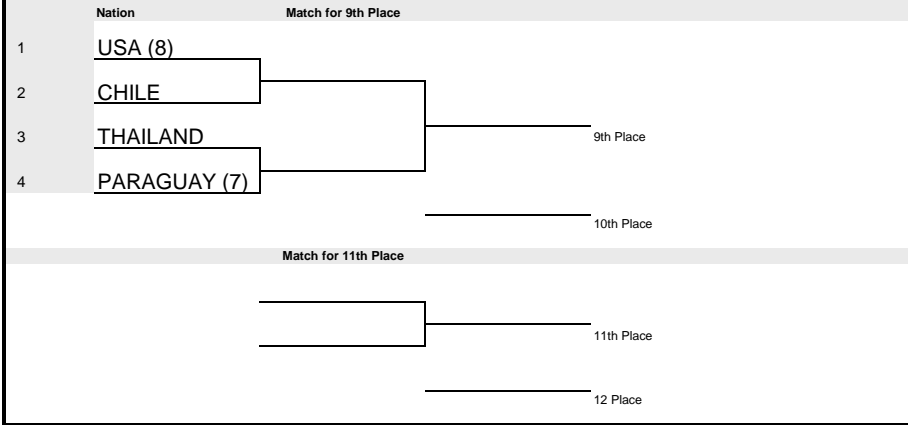 Nation Match for 9th Place
1 USA (8)
2 CHILE
3 THAILAND
9th Place
4 PARAGUAY (7)
10th Place
Match for 11th Place
11th Place
12 Place